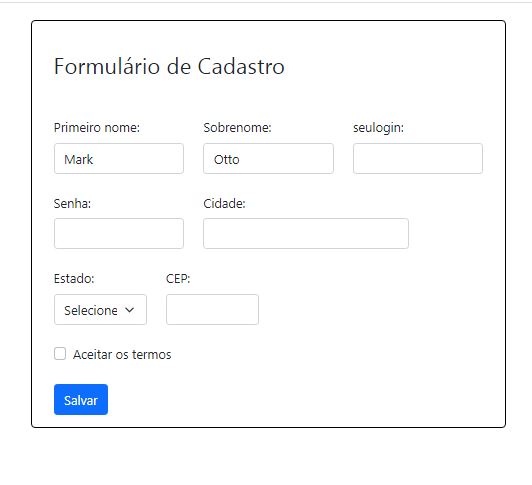 Formulário de Cadastro
Primeiro nome: Sobrenome: seulogin:
Mark Otto
Senha: Cidade:
Estado: CEP:
Selecione
Aceitar os termos
Salvar